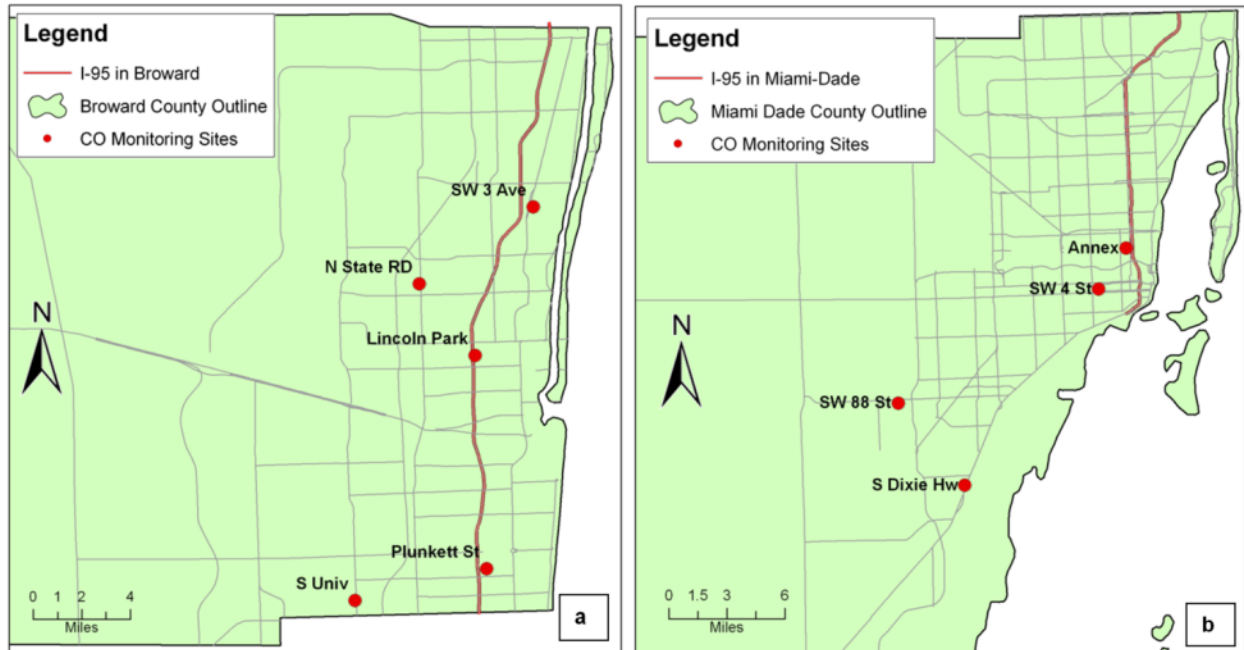 Legend
I-95 in Broward
Broward County Outline
CO Monitoring Sites
SW 3 Ave
N State RD
Lincoln Park
N
Plunkett St
S Univ
0 1 2 4
Miles
a
Legend
I-95 in Miami-Dade
Miami Dade County Outline
CO Monitoring Sites
Annex
SW 4 St
N
SW 88 St
S Dixie Hw
0 1.5 3 6
Miles
b